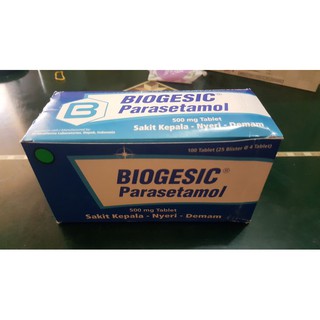 B
BIOGESIC®
Parasetamol
500 mg Tablet
Sakit Kepala - Nyeri - Demam
100 Tablet (25 Blister @ 4 Tablet)
BIOGESIC®
Parasetamol
500 mg Tablet
Sakit Kepala - Nyeri - Demam